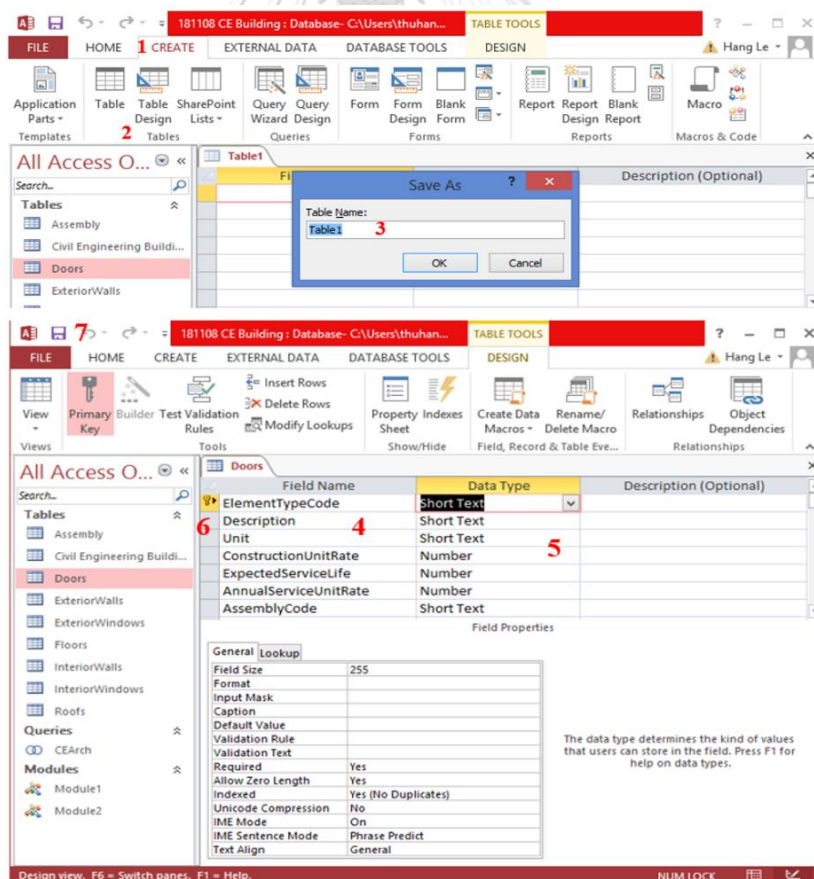 181108 CE Building : Database- C:\Users\thuhan... TABLE TOOLS ?
FILE HOME 1 CREATE EXTERNAL DATA DATABASE TOOLS DESIGN Hang Le
Application Parts Table Table Design SharePoint Lists Query Wizard Query Design Form Form Design Blank Form Report Report Design Blank Report Macro
Templates 2 Tables Queries Forms Reports Macros & Code
All Access O...
Search...
Tables
Assembly
Civil Engineering Buildi...
Doors
ExteriorWalls
Table1
Fi
Description (Optional)
Save As ?
Table Name:
Table1 3
OK Cancel
7 181108 CE Building : Database- C:\Users\thuhan... TABLE TOOLS ?
FILE HOME CREATE EXTERNAL DATA DATABASE TOOLS DESIGN Hang Le
View Primary Key Builder Test Validation Rules
Insert Rows
Delete Rows
Modify Lookups
Property Sheet Indexes Create Data Macros Rename/ Delete Macro Relationships Object Dependencies
Views Tools Show/Hide Field, Record & Table Eve... Relationships
All Access O...
Search...
Tables
Assembly
Civil Engineering Buildi...
Doors
ExteriorWalls
ExteriorWindows
Floors
InteriorWalls
InteriorWindows
Roofs
Queries
CEArch
Modules
Module1
Module2
Doors
Field Name Data Type Description (Optional)
ElementTypeCode Short Text
6 Description 4 Short Text
Unit Short Text 5
ConstructionUnitRate Number
ExpectedServiceLife Number
AnnualServiceUnitRate Number
AssemblyCode Short Text
Field Properties
General Lookup
Field Size 255
Format
Input Mask
Caption
Default Value
Validation Rule
Validation Text
Required Yes
Allow Zero Length Yes
Indexed Yes (No Duplicates)
Unicode Compression No
IME Mode On
IME Sentence Mode Phrase Predict
Text Align General
The data type determines the kind of values
that users can store in the field. Press F1 for
help on data types.
Design view. F6 = Switch panes. F1 = Help. NUM LOCK